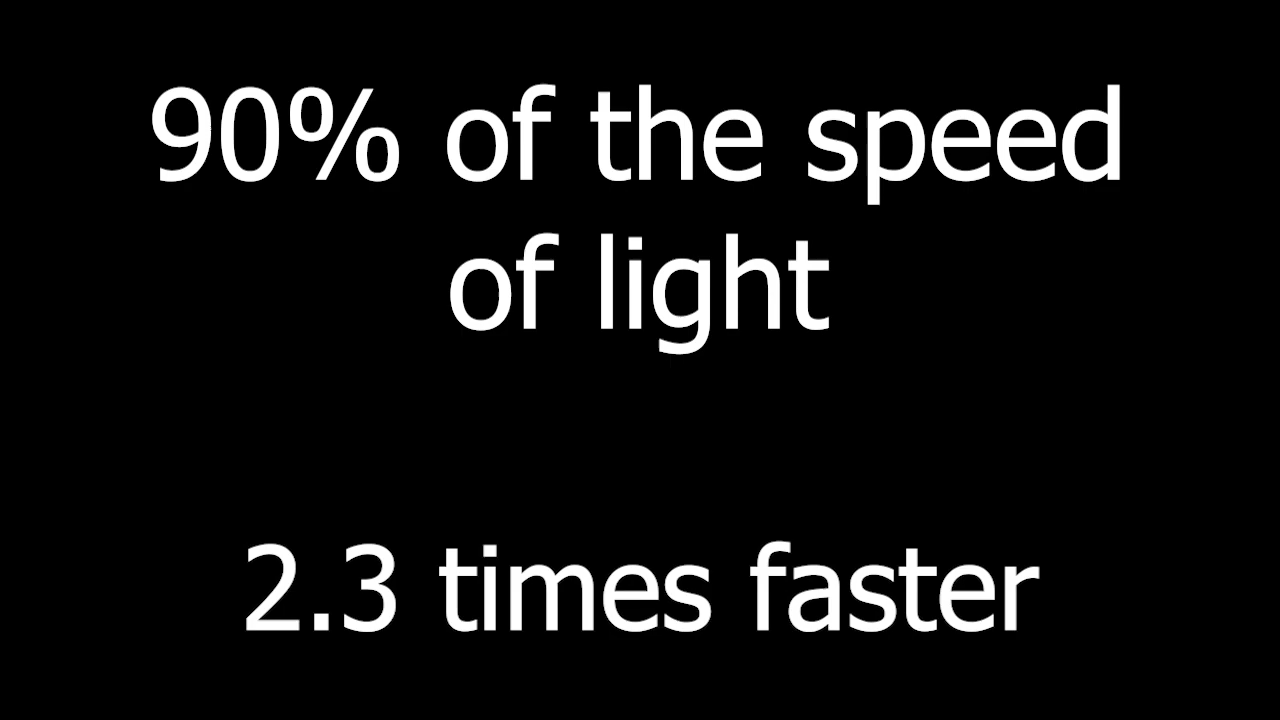 90% of the speed
of light
2.3 times faster